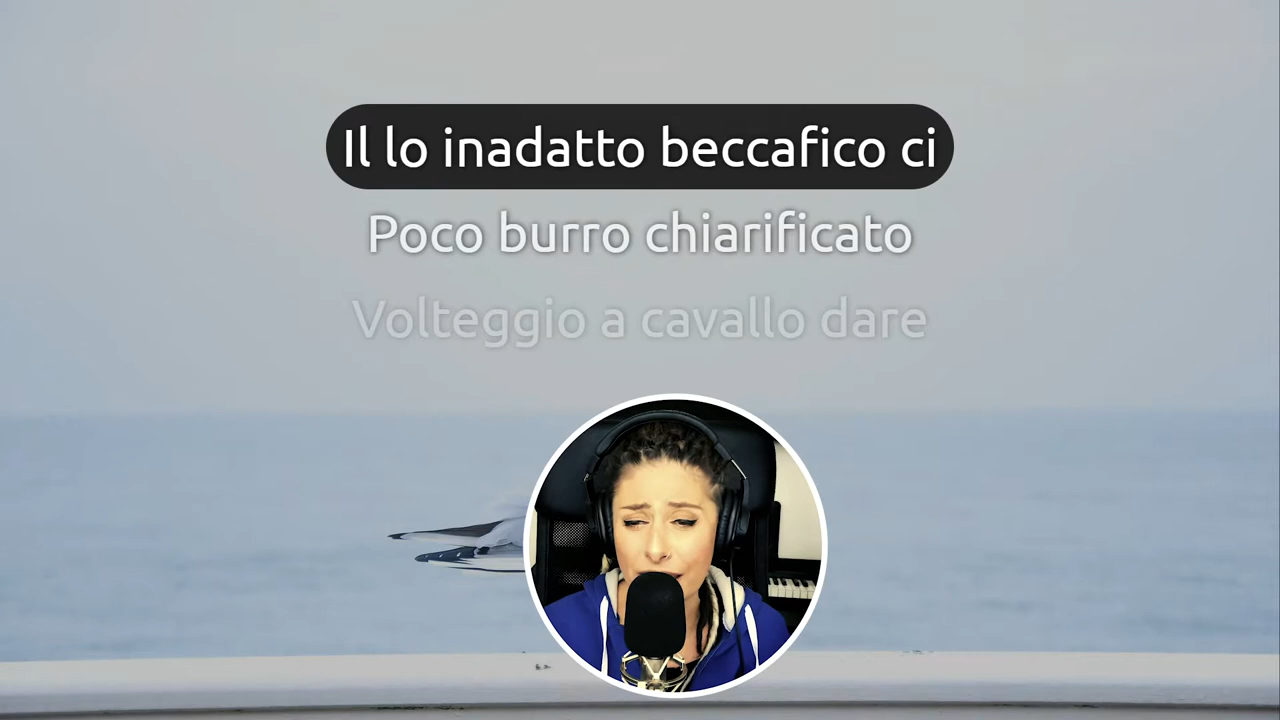 Il lo inadatto beccafico ci
Poco burro chiarificato
Volteggio a cavallo dare